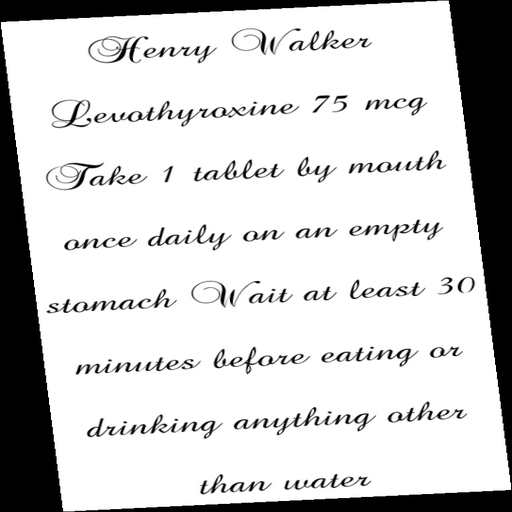 Henry Walker
Levothyroxine 75 mcg
Take 1 tablet by mouth
once daily on an empty
stomach Wait at least 30
minutes before eating or
drinking anything other
than water